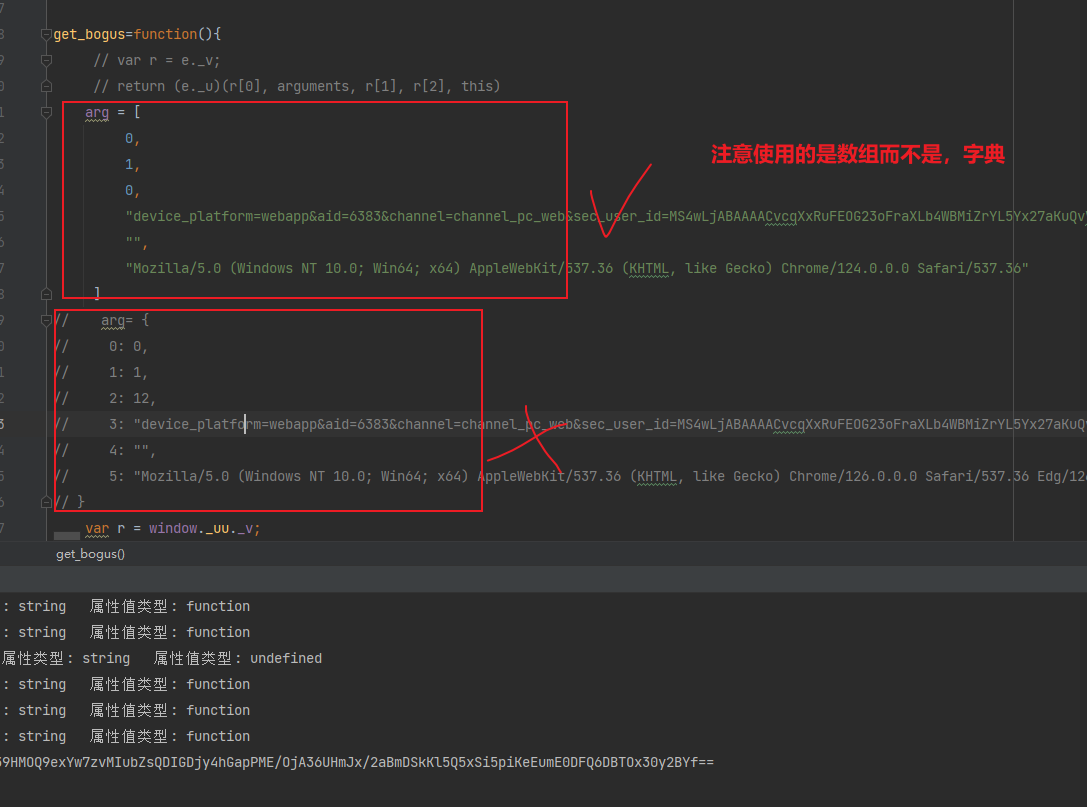 get_bogus=function(){
// var r = e._v;
// return (e._u)(r[0], arguments, r[1], r[2], this)
arg = [
0,
1,
0,
"device_platform=webapp&aid=6383&channel=channel_pc_web&sec_user_id=MS4wLjABAAAACvcqXxRuFEOG23oFraXLb4WBMiZrYL5Yx27aKuQv
"",
"Mozilla/5.0 (Windows NT 10.0; Win64; x64) AppleWebKit/537.36 (KHTML, like Gecko) Chrome/124.0.0.0 Safari/537.36"
]
注意使用的是数组而不是，字典
// arg= {
// 0: 0,
// 1: 1,
// 2: 12,
// 3: "device_platform=webapp&aid=6383&channel=channel_pc_web&sec_user_id=MS4wLjABAAAACvcqXxRuFEOG23oFraXLb4WBMiZrYL5Yx27aKuQ
// 4: "",
// 5: "Mozilla/5.0 (Windows NT 10.0; Win64; x64) AppleWebKit/537.36 (KHTML, like Gecko) Chrome/126.0.0.0 Safari/537.36 Edg/12
// }
var r = window._uu._v;
get_bogus()
: string 属性值类型: function
: string 属性值类型: function
属性类型: string 属性值类型: undefined
: string 属性值类型: function
: string 属性值类型: function
: string 属性值类型: function
9HMOQ9exYw7zvMIubZsQDIGDjy4hGapPME/OjA36UHmJx/2aBmDSkKl5Q5xSi5piKeEumE0DFQ6DBTOx30y2BYf==